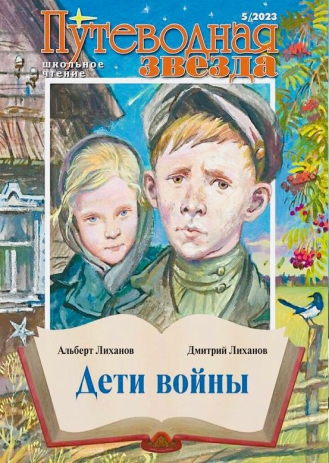 5/2023
Путеводная
звезда
школьное
чтение
Альберт Лиханов Дмитрий Лиханов
Дети войны